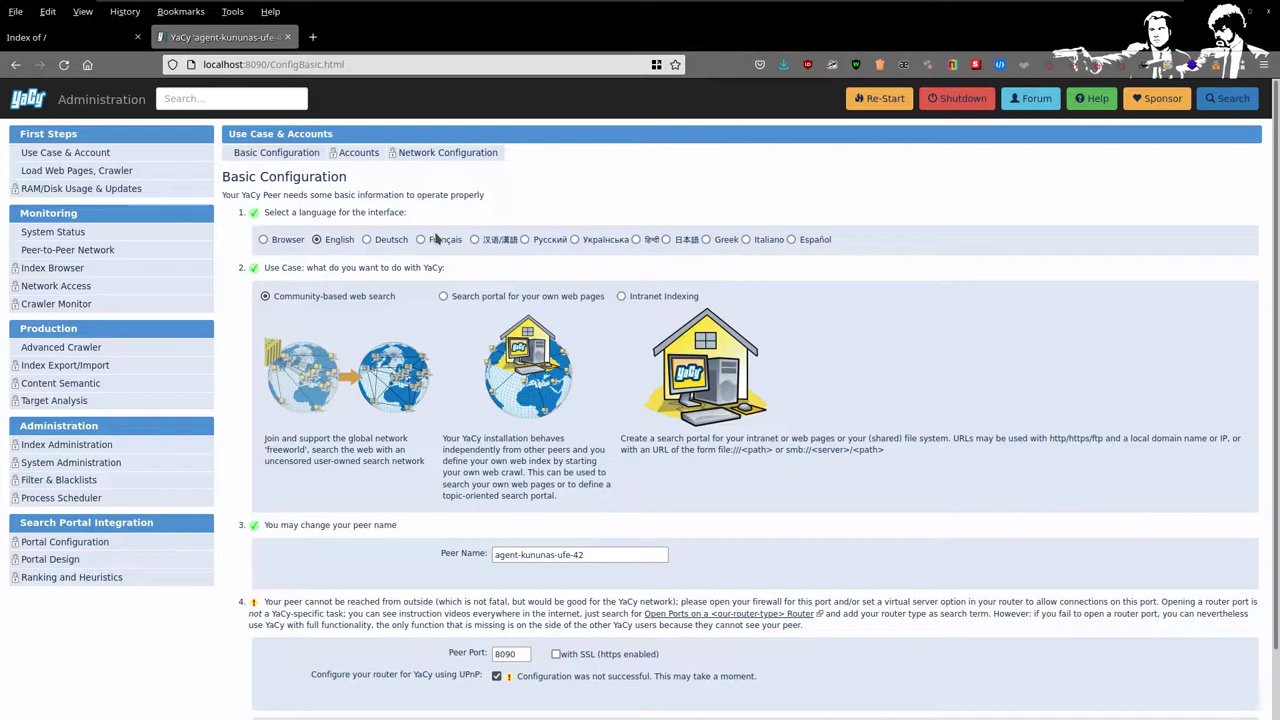 File Edit View History Bookmarks Tools Help
Index of /
YaCy 'agent-kununas-ufe-4
localhost:8090/ConfigBasic.html
YaCy Administration Search... Re-Start Shutdown Forum Help Sponsor Search
First Steps
Use Case & Account
Load Web Pages, Crawler
RAM/Disk Usage & Updates
Monitoring
System Status
Peer-to-Peer Network
Index Browser
Network Access
Crawler Monitor
Production
Advanced Crawler
Index Export/Import
Content Semantic
Target Analysis
Administration
Index Administration
System Administration
Filter & Blacklists
Process Scheduler
Search Portal Integration
Portal Configuration
Portal Design
Ranking and Heuristics
Use Case & Accounts
Basic Configuration Accounts Network Configuration
Basic Configuration
Your YaCy Peer needs some basic information to operate properly
1. Select a language for the interface:
Browser English Deutsch Français 汉语/漢語 Русский Українська हिन्दी 日本語 Greek Italiano Español
2. Use Case: what do you want to do with YaCy:
Community-based web search
Search portal for your own web pages
Intranet Indexing
Join and support the global network
'freeworld', search the web with an
uncensored user-owned search network
Your YaCy installation behaves
independently from other peers and you
define your own web index by starting
your own web crawl. This can be used to
search your own web pages or to define a
topic-oriented search portal.
Create a search portal for your intranet or web pages or your (shared) file system. URLs may be used with http/https/ftp and a local domain name or IP, or
with an URL of the form file:///<path> or smb://<server>/<path>
3. You may change your peer name
Peer Name: agent-kununas-ufe-42
4. Your peer cannot be reached from outside (which is not fatal, but would be good for the YaCy network); please open your firewall for this port and/or set a virtual server option in your router to allow connections on this port. Opening a router port is
not a YaCy-specific task; you can see instruction videos everywhere in the internet, just search for Open Ports on a <our-router-type> Router and add your router type as search term. However: if you fail to open a router port, you can nevertheless
use YaCy with full functionality, the only function that is missing is on the side of the other YaCy users because they cannot see your peer.
Peer Port: 8090 with SSL (https enabled)
Configure your router for YaCy using UPnP: Configuration was not successful. This may take a moment.